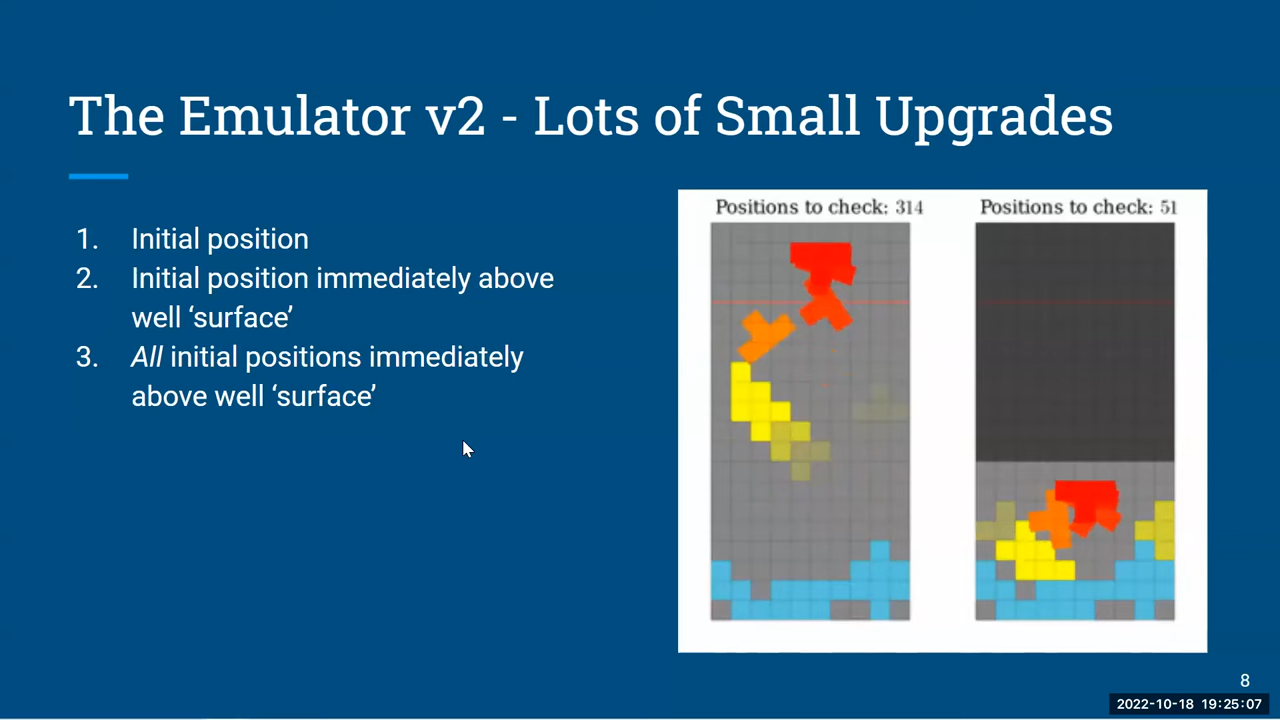 The Emulator v2 - Lots of Small Upgrades
1. Initial position
2. Initial position immediately above
well ‘surface’
3. All initial positions immediately
above well ‘surface’
Positions to check: 314
Positions to check: 51
8
2022-10-18 19:25:07